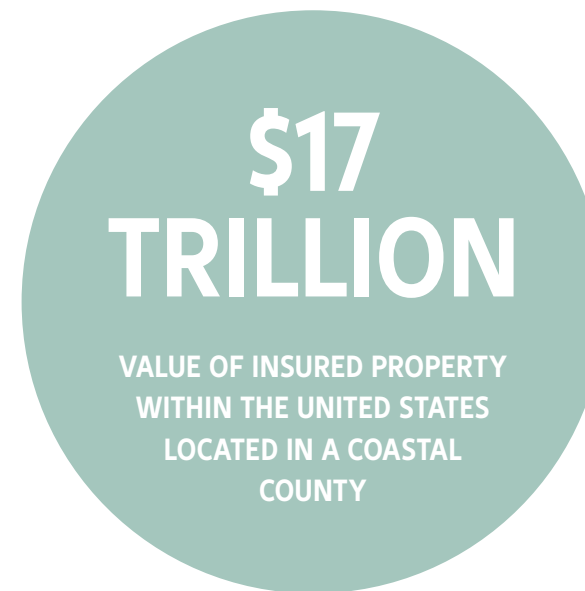 $17
TRILLION
VALUE OF INSURED PROPERTY
WITHIN THE UNITED STATES
LOCATED IN A COASTAL
COUNTY